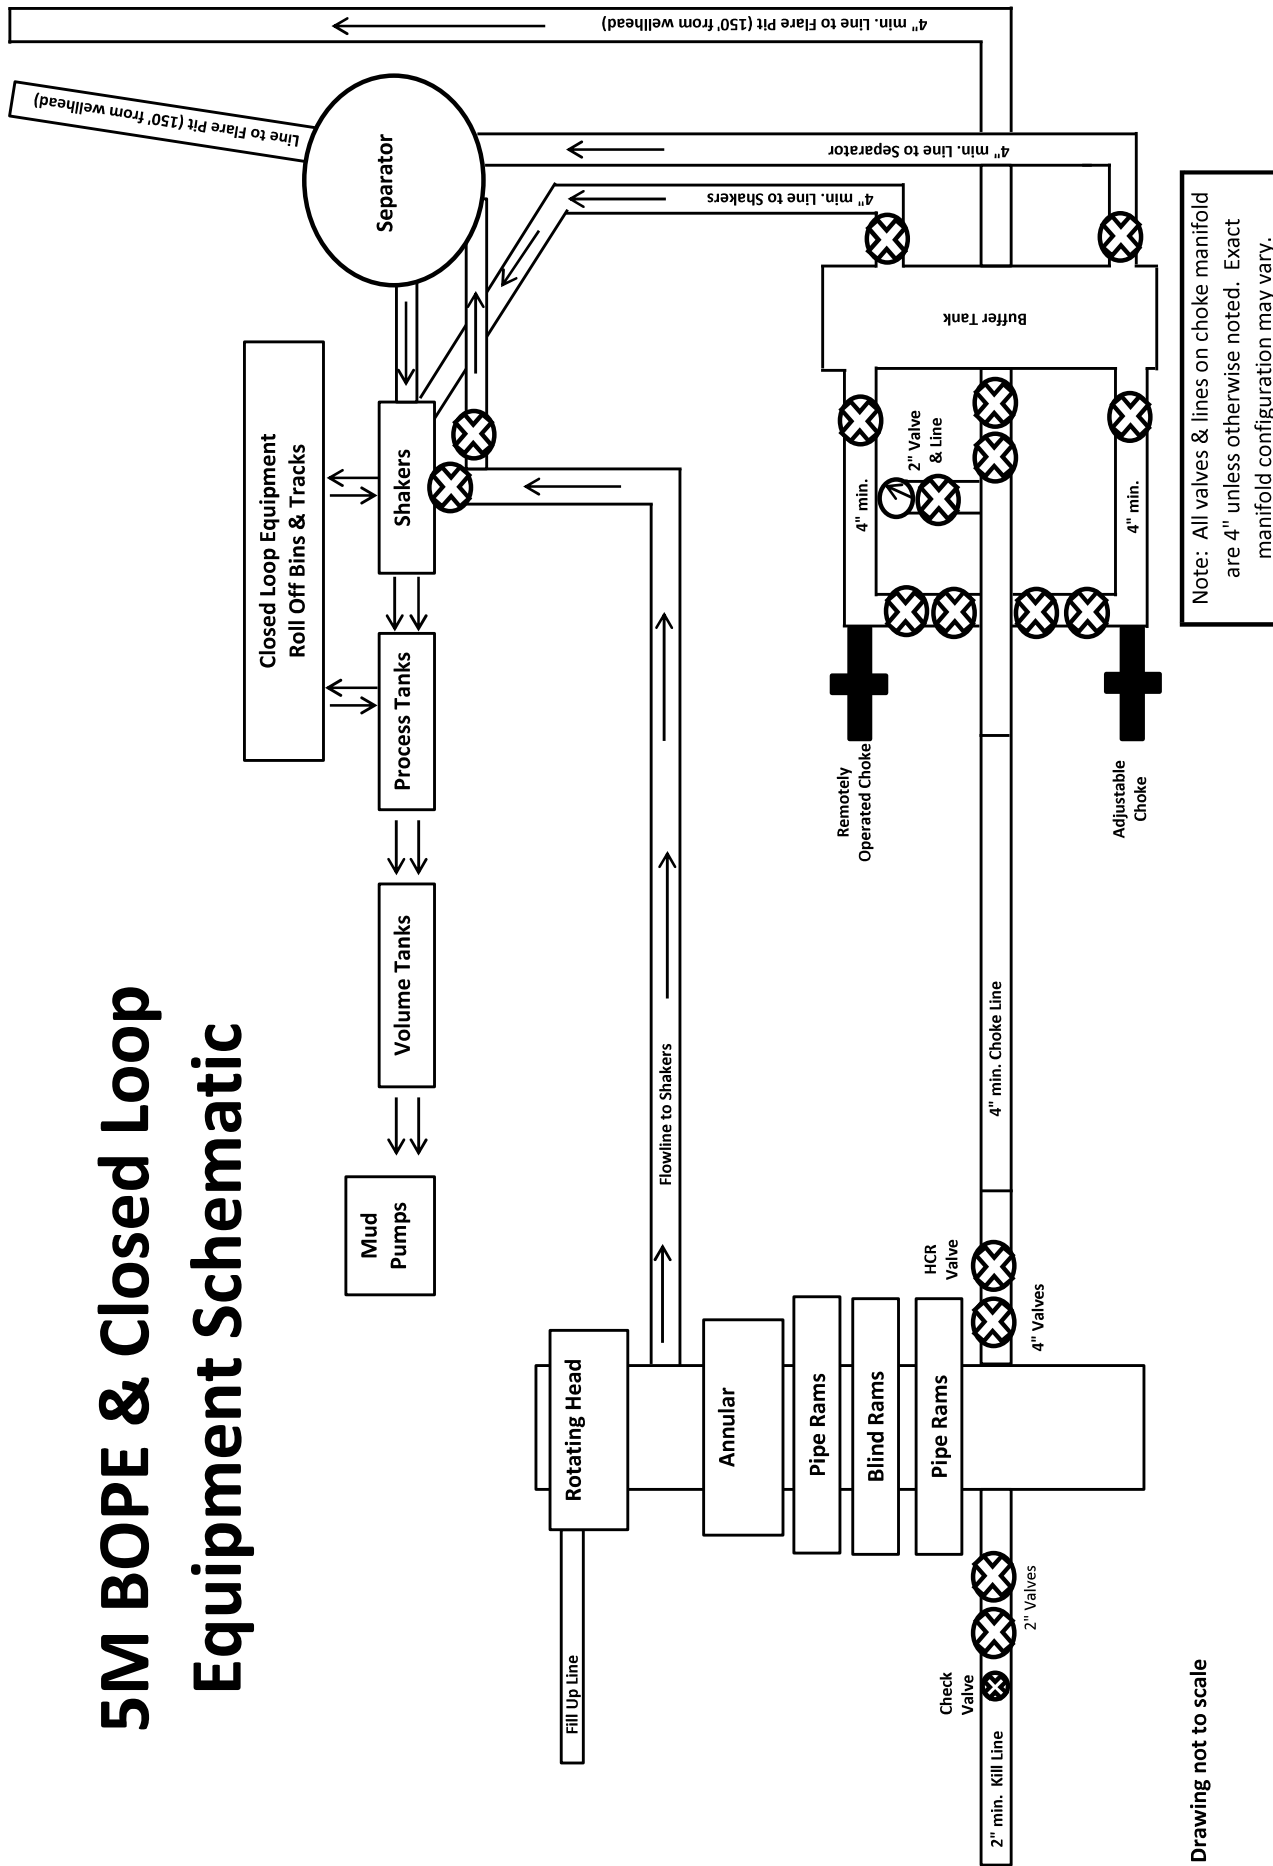 5M BOPE & Closed Loop
Equipment Schematic
Closed Loop Equipment
Roll Off Bins & Tracks
Mud
Pumps
Volume Tanks
Process Tanks
Shakers
Separator
Line to Flare Pit (150' from wellhead)
4" min. Line to Flare Pit (150' from wellhead)
4" min. Line to Separator
4" min. Line to Shakers
Fill Up Line
Rotating Head
Flowline to Shakers
Annular
Pipe Rams
Blind Rams
Pipe Rams
Remotely
Operated Choke
4" min.
2" Valve
& Line
Buffer Tank
Check
Valve
HCR
Valve
2" min. Kill Line
4" min. Choke Line
2" Valves
4" Valves
Adjustable
Choke
4" min.
Drawing not to scale
Note: All valves & lines on choke manifold
are 4" unless otherwise noted. Exact
manifold configuration may vary.